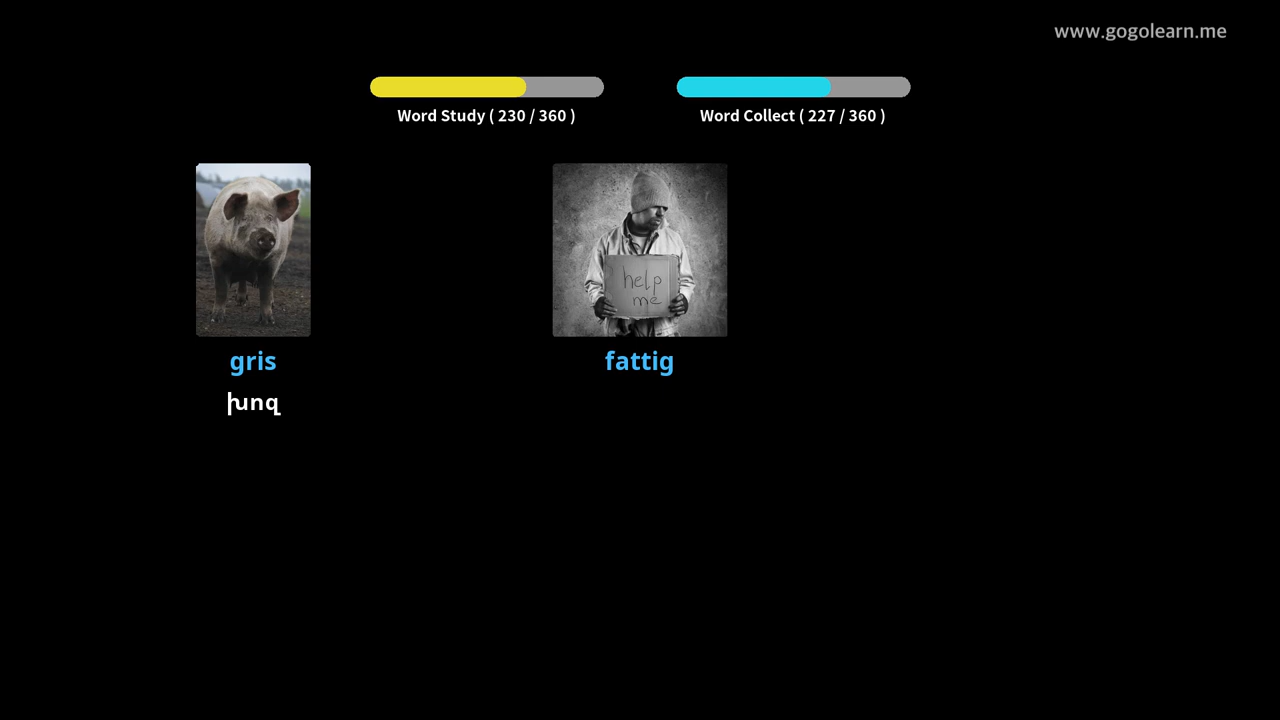 www.gogolearn.me
Word Study ( 230 / 360 )
Word Collect ( 227 / 360 )
help
me
gris
fattig
խոզ